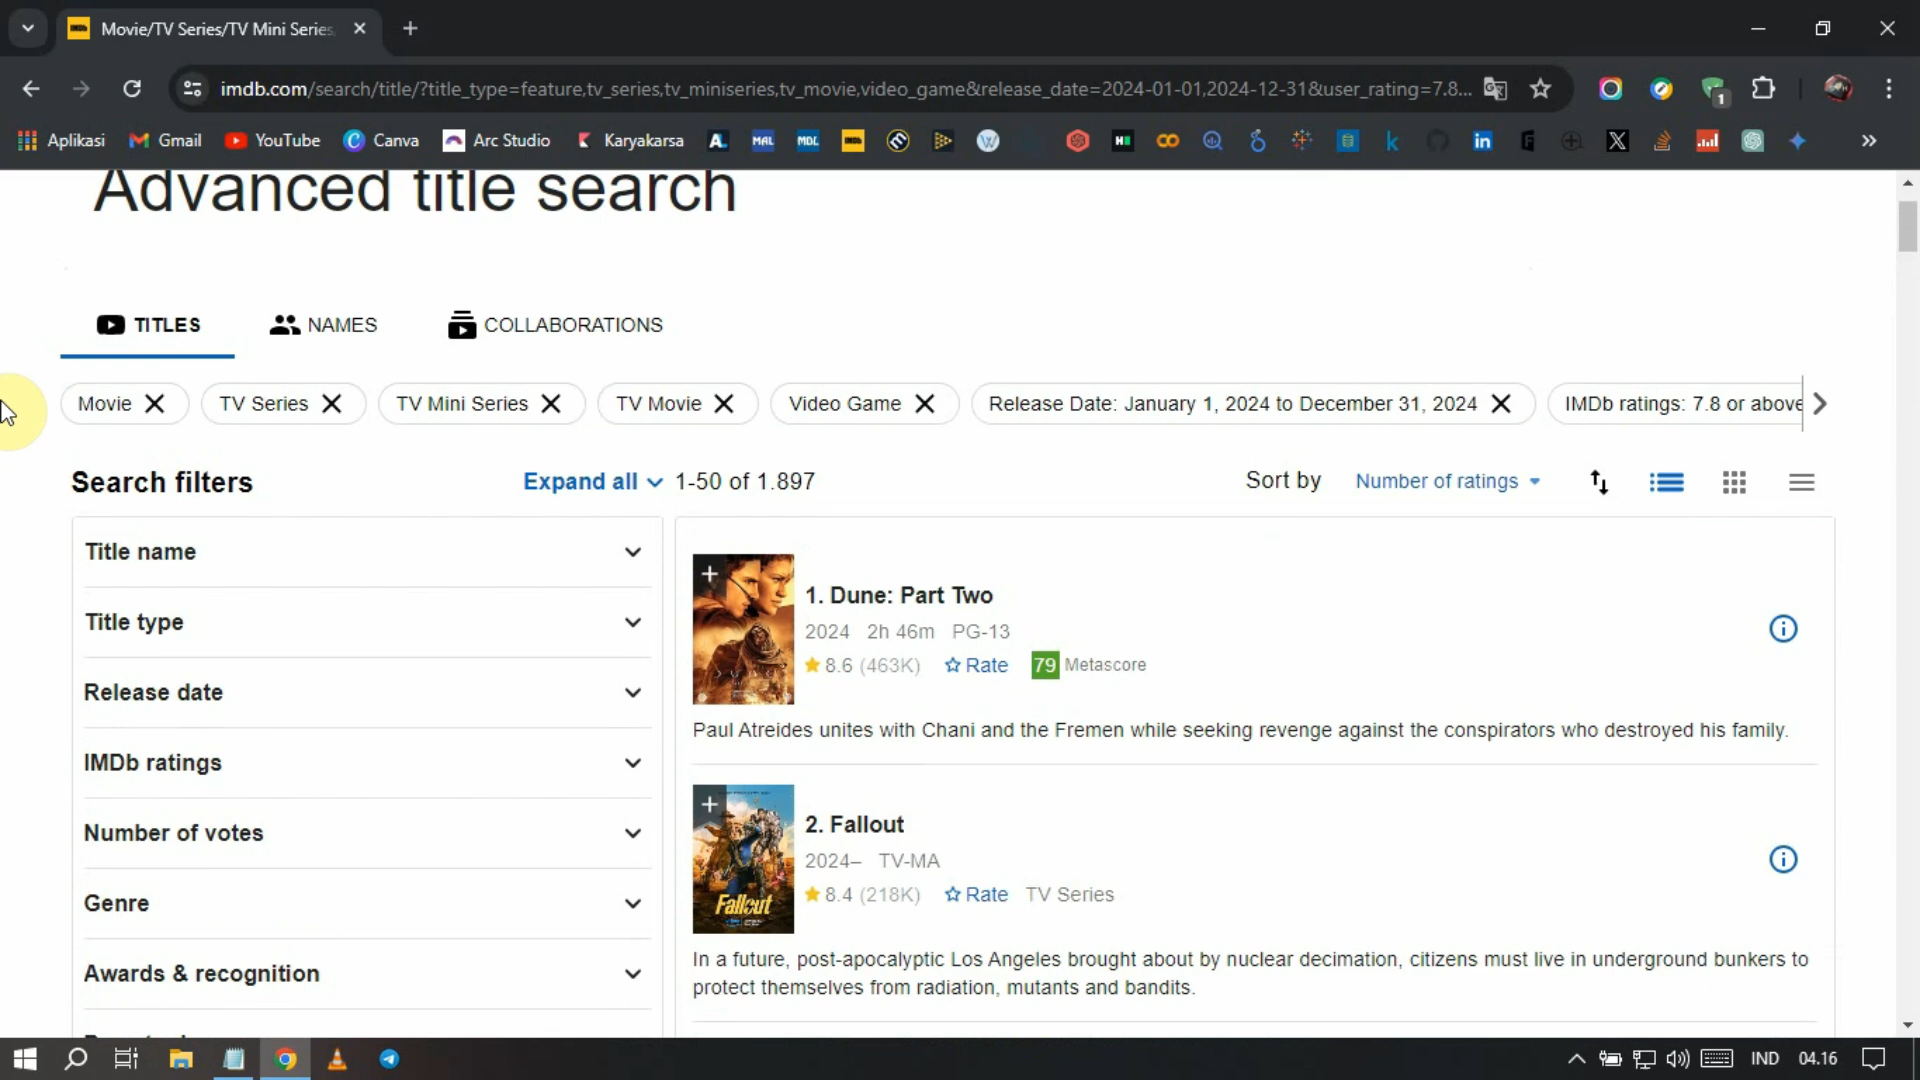 Movie/TV Series/TV Mini Series,
imdb.com/search/title/?title_type=feature,tv_series,tv_miniseries,tv_movie,video_game&release_date=2024-01-01,2024-12-31&user_rating=7.8...
1
Aplikasi
Gmail
YouTube
Canva
Arc Studio
Karyakarsa
MAL
MDL
in
Advanced title search
TITLES
NAMES
COLLABORATIONS
Movie
TV Series
TV Mini Series
TV Movie
Video Game
Release Date: January 1, 2024 to December 31, 2024
IMDb ratings: 7.8 or above
Search filters
Expand all
1-50 of 1.897
Sort by
Number of ratings
Title name
Title type
Release date
IMDb ratings
Number of votes
Genre
Awards & recognition
1. Dune: Part Two
2024 2h 46m PG-13
8.6 (463K) Rate 79 Metascore
Paul Atreides unites with Chani and the Fremen while seeking revenge against the conspirators who destroyed his family.
Fallout
2. Fallout
2024– TV-MA
8.4 (218K) Rate TV Series
In a future, post-apocalyptic Los Angeles brought about by nuclear decimation, citizens must live in underground bunkers to
protect themselves from radiation, mutants and bandits.
IND
04.16